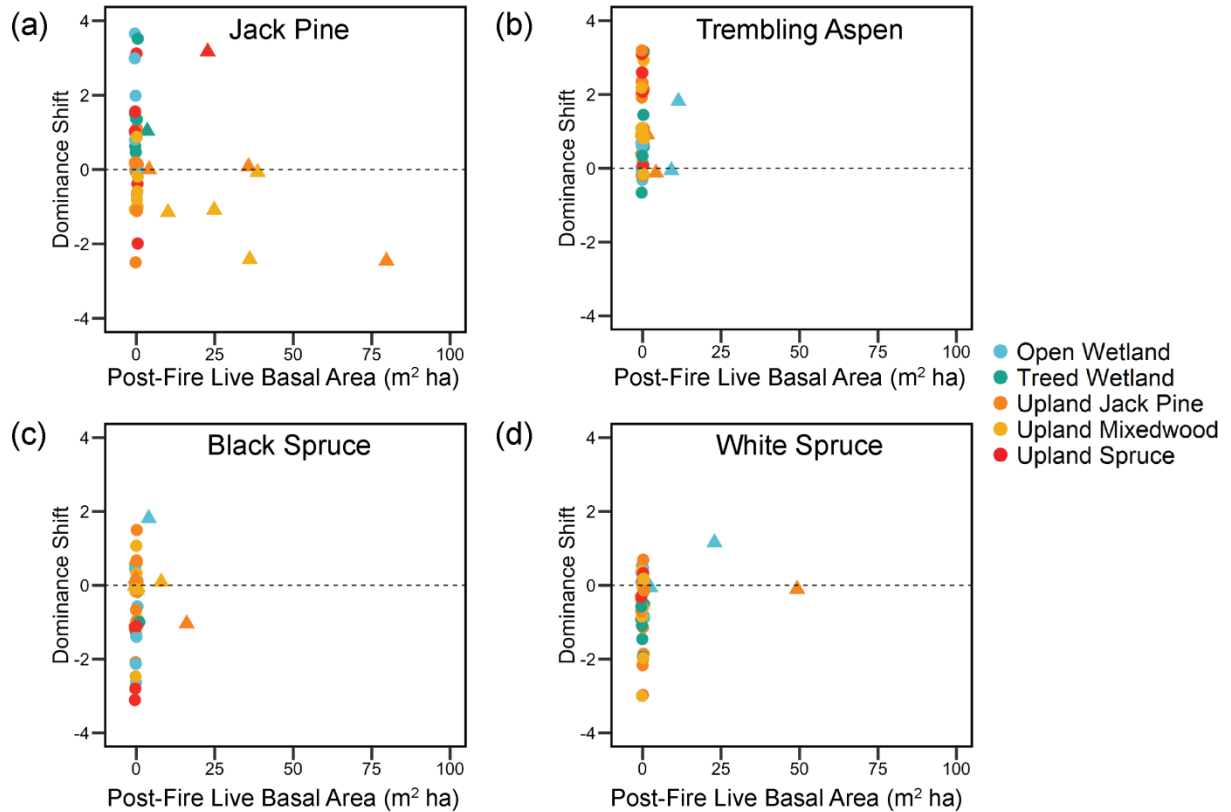 (a)
Jack Pine
4
2
0
-2
-4
Dominance Shift
0 25 50 75 100
Post-Fire Live Basal Area (m² ha)
(b)
Trembling Aspen
4
2
0
-2
-4
Dominance Shift
0 25 50 75 100
Post-Fire Live Basal Area (m² ha)
Open Wetland
Treed Wetland
Upland Jack Pine
Upland Mixedwood
Upland Spruce
(c)
Black Spruce
4
2
0
-2
-4
Dominance Shift
0 25 50 75 100
Post-Fire Live Basal Area (m² ha)
(d)
White Spruce
4
2
0
-2
-4
Dominance Shift
0 25 50 75 100
Post-Fire Live Basal Area (m² ha)